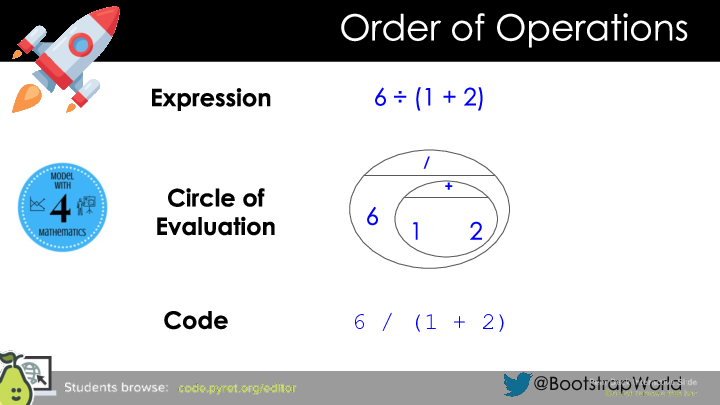 Order of Operations
Expression
6 ÷ (1 + 2)
MODEL
WITH
4
MATHEMATICS
Circle of
Evaluation
/
+
6
1 2
Code
6 / (1 + 2)
Students browse: code.pyret.org/editor
@BootstrapWorld